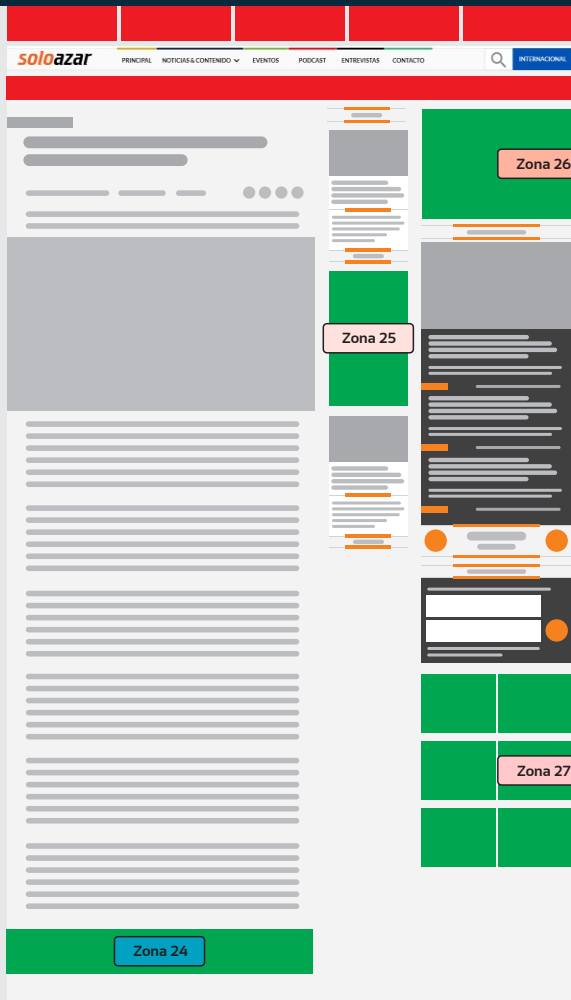 soloazar
PRINCIPAL NOTICIAS & CONTENIDO EVENTOS PODCAST ENTREVISTAS CONTACTO INTERNACIONAL
Zona 26
Zona 25
Zona 27
Zona 24